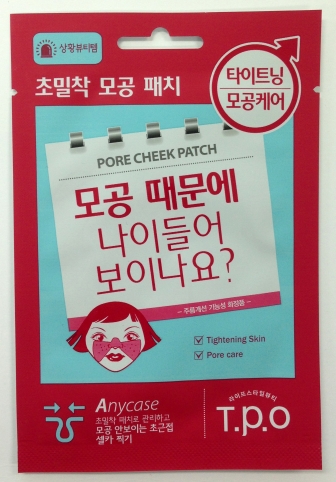 상황뷰티템
초밀착 모공 패치
타이트닝
모공케어
PORE CHEEK PATCH
모공 때문에
나이들어
보이나요?
- 주름개선 기능성 화장품 -
Tightening Skin
Pore care
Anycase
초밀착 패치로 관리하고
모공 안보이는 초근접
셀카 찍기
라이프스타일뷰티
T.p.o